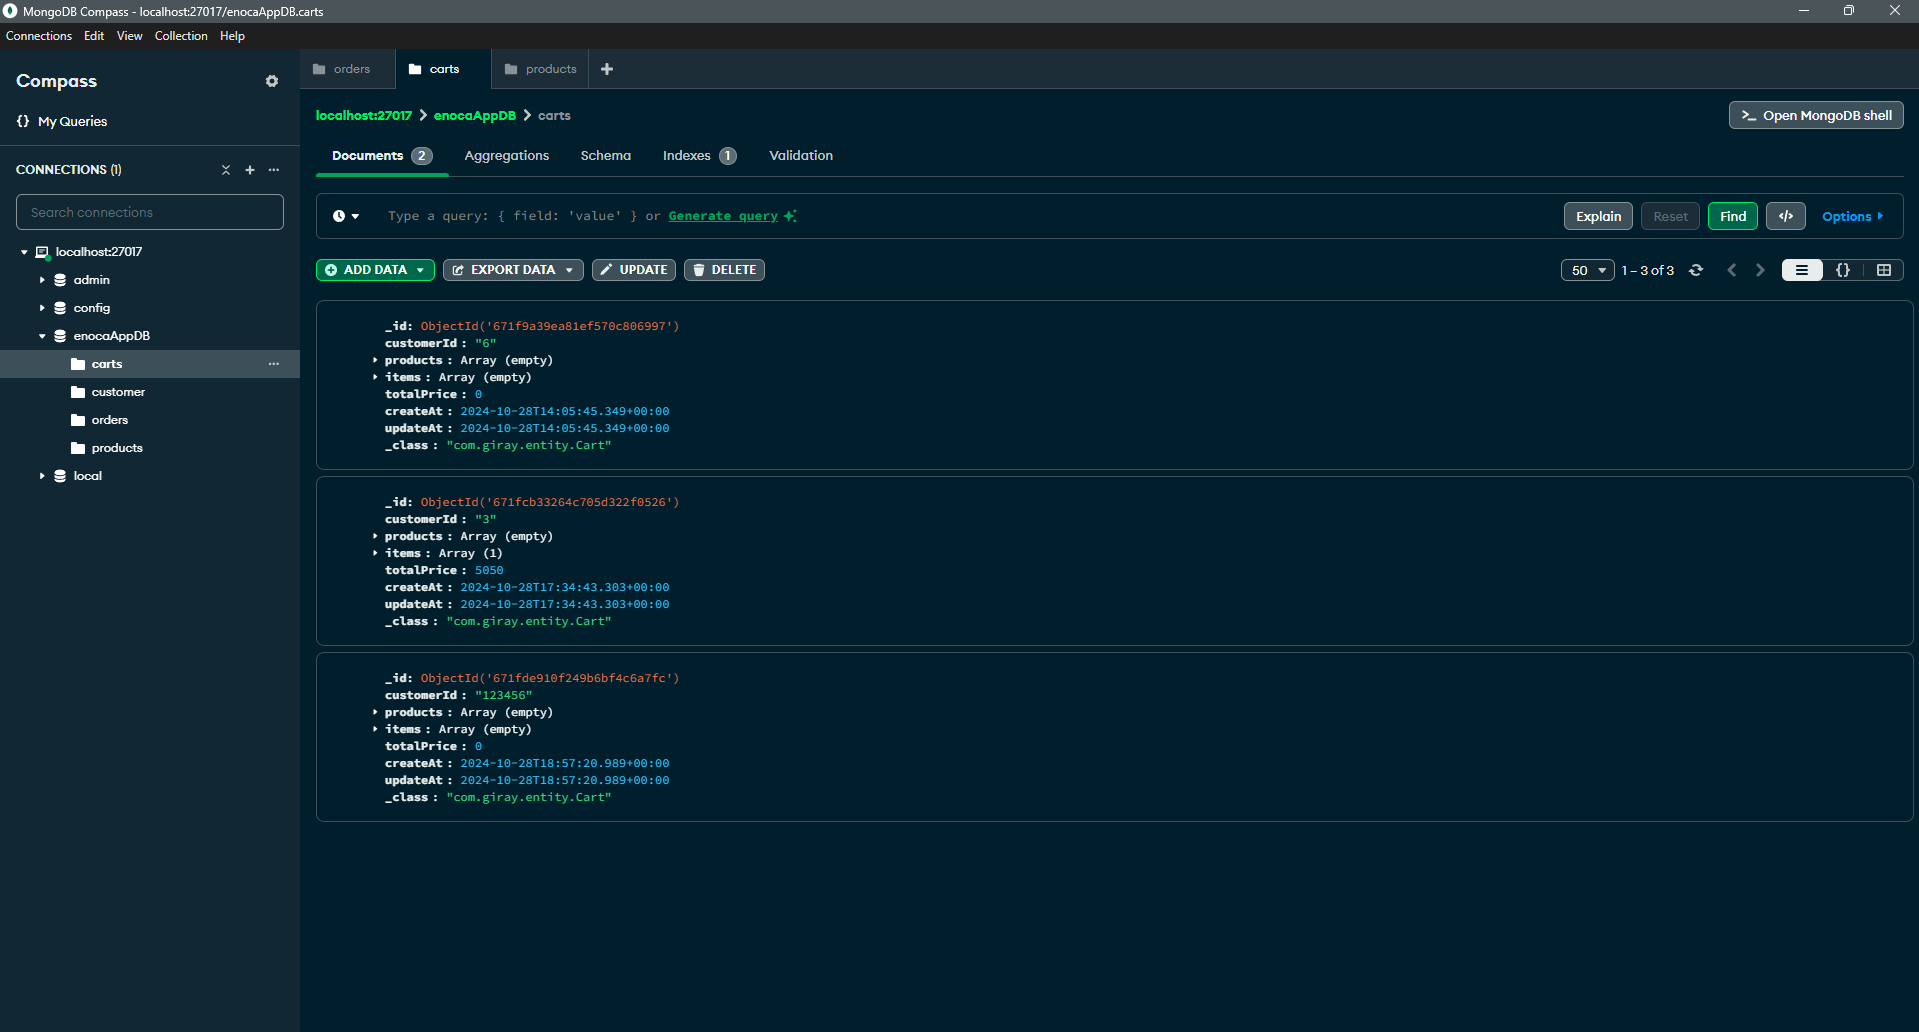 MongoDB Compass - localhost:27017/enocaAppDB.carts
Connections Edit View Collection Help
Compass
My Queries
CONNECTIONS (1)
Search connections
localhost:27017
admin
config
enocaAppDB
carts
customer
orders
products
local
orders carts products
localhost:27017 > enocaAppDB > carts
Open MongoDB shell
Documents 2 Aggregations Schema Indexes 1 Validation
Type a query: { field: 'value' } or Generate query
Explain Reset Find </> Options
ADD DATA EXPORT DATA UPDATE DELETE
50 1 – 3 of 3
_id: ObjectId('671f9a39ea81ef570c806997')
customerId : "6"
products : Array (empty)
items : Array (empty)
totalPrice : 0
createAt : 2024-10-28T14:05:45.349+00:00
updateAt : 2024-10-28T14:05:45.349+00:00
_class : "com.giray.entity.Cart"
_id: ObjectId('671fcb33264c705d322f0526')
customerId : "3"
products : Array (empty)
items : Array (1)
totalPrice : 5050
createAt : 2024-10-28T17:34:43.303+00:00
updateAt : 2024-10-28T17:34:43.303+00:00
_class : "com.giray.entity.Cart"
_id: ObjectId('671fde910f249b6bf4c6a7fc')
customerId : "123456"
products : Array (empty)
items : Array (empty)
totalPrice : 0
createAt : 2024-10-28T18:57:20.989+00:00
updateAt : 2024-10-28T18:57:20.989+00:00
_class : "com.giray.entity.Cart"